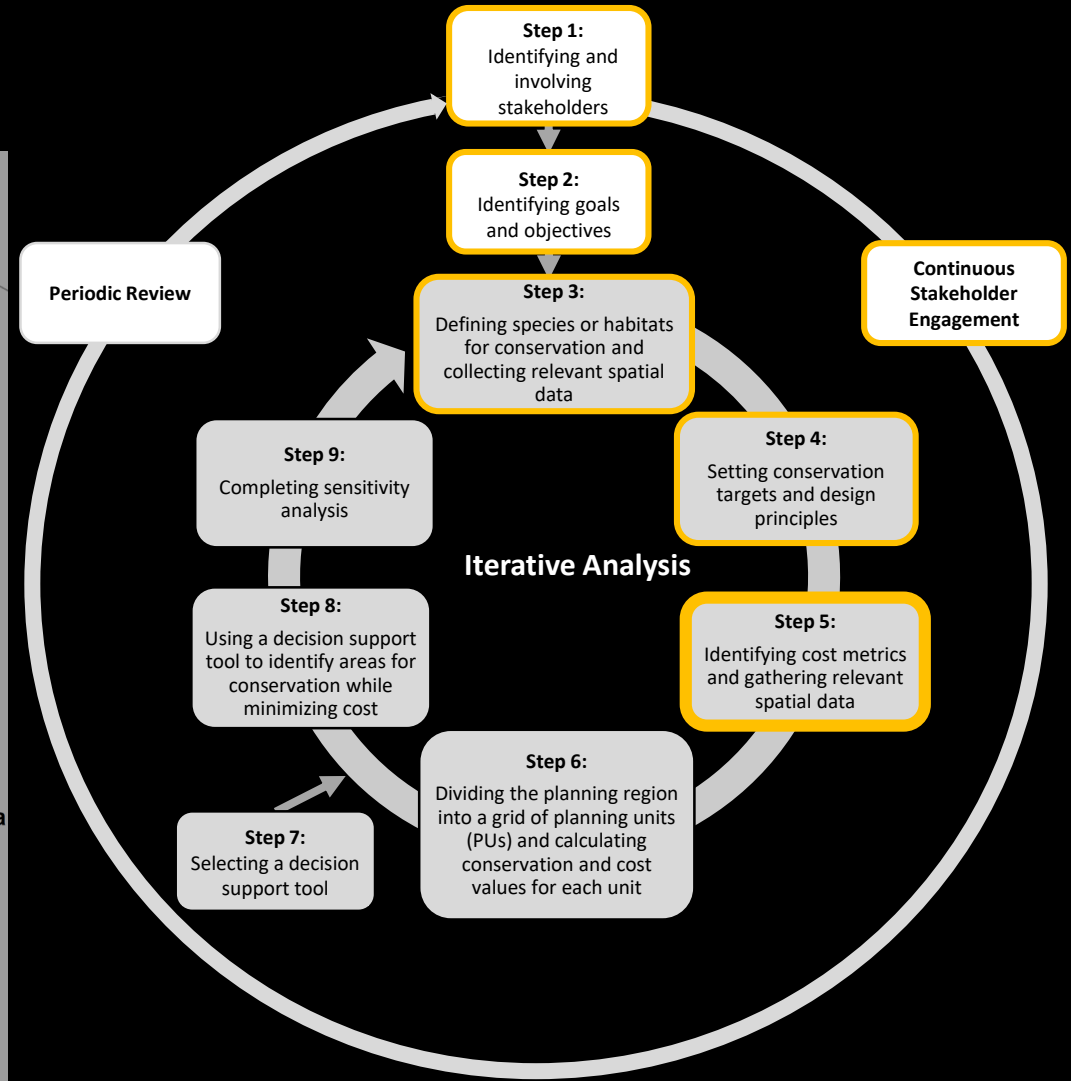 Step 1:
Identifying and
involving
stakeholders
Step 2:
Identifying goals
and objectives
Periodic Review
Continuous
Stakeholder
Engagement
Step 3:
Defining species or habitats
for conservation and
collecting relevant spatial
data
Step 4:
Setting conservation
targets and design
principles
Step 9:
Completing sensitivity
analysis
Iterative Analysis
Step 5:
Identifying cost metrics
and gathering relevant
spatial data
Step 8:
Using a decision support
tool to identify areas for
conservation while
minimizing cost
Step 6:
Dividing the planning region
into a grid of planning units
(PUs) and calculating
conservation and cost
values for each unit
Step 7:
Selecting a decision
support tool
a